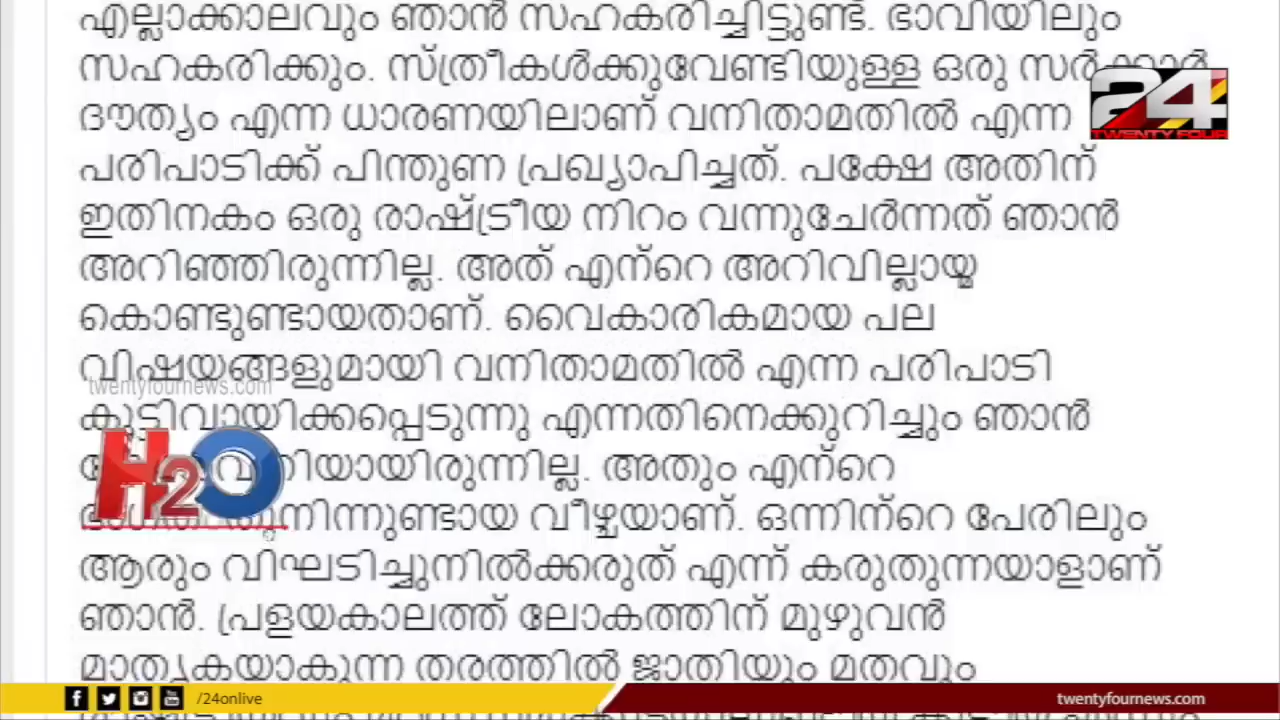 എല്ലാക്കാലവും ഞാൻ സഹകരിച്ചിട്ടുണ്ട്. ഭാവിയിലും
സഹകരിക്കും. സ്ത്രീകൾക്കുവേണ്ടിയുള്ള ഒരു സർക്കാർ
ദൗത്യം എന്ന ധാരണയിലാണ് വനിതാമതിൽ എന്ന
24
TWENTY FOUR
പരിപാടിക്ക് പിന്തുണ പ്രഖ്യാപിച്ചത്. പക്ഷേ അതിന്
ഇതിനകം ഒരു രാഷ്ട്രീയ നിറം വന്നുചേർന്നത് ഞാൻ
അറിഞ്ഞിരുന്നില്ല. അത് എന്റെ അറിവില്ലായ്മ
കൊണ്ടുണ്ടായതാണ്. വൈകാരികമായ പല
വിഷയങ്ങളുമായി വനിതാമതിൽ എന്ന പരിപാടി
twentyfournews.com
കൂട്ടിവായിക്കപ്പെടുന്നു എന്നതിനെക്കുറിച്ചും ഞാൻ
H2O
അതും എന്റെ
വീഴ്ചയാണ്. ഒന്നിന്റെ പേരിലും
ആരും വിഘടിച്ചുനിൽക്കരുത് എന്ന് കരുതുന്നയാളാണ്
ഞാൻ. പ്രളയകാലത്ത് ലോകത്തിന് മുഴുവൻ
മാതൃകയാകുന്ന തരത്തിൽ ജാതിയും മതവും
/24onlive
twentyfournews.com